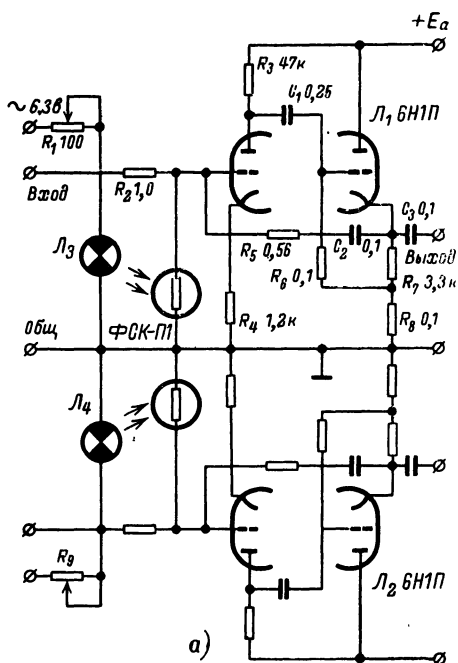 +Eа
R3 47к
C1 0,25
~6,3в
R1 100
Л1 6Н1П
Вход
R2 1,0
C3 0,1
Л3
R5 0,56
C2 0,1
R6 0,1
Выход
R7 3,3к
ФСК-П1
R4 1,2к
R8 0,1
Общ
Л4
R9
Л2 6Н1П
а)